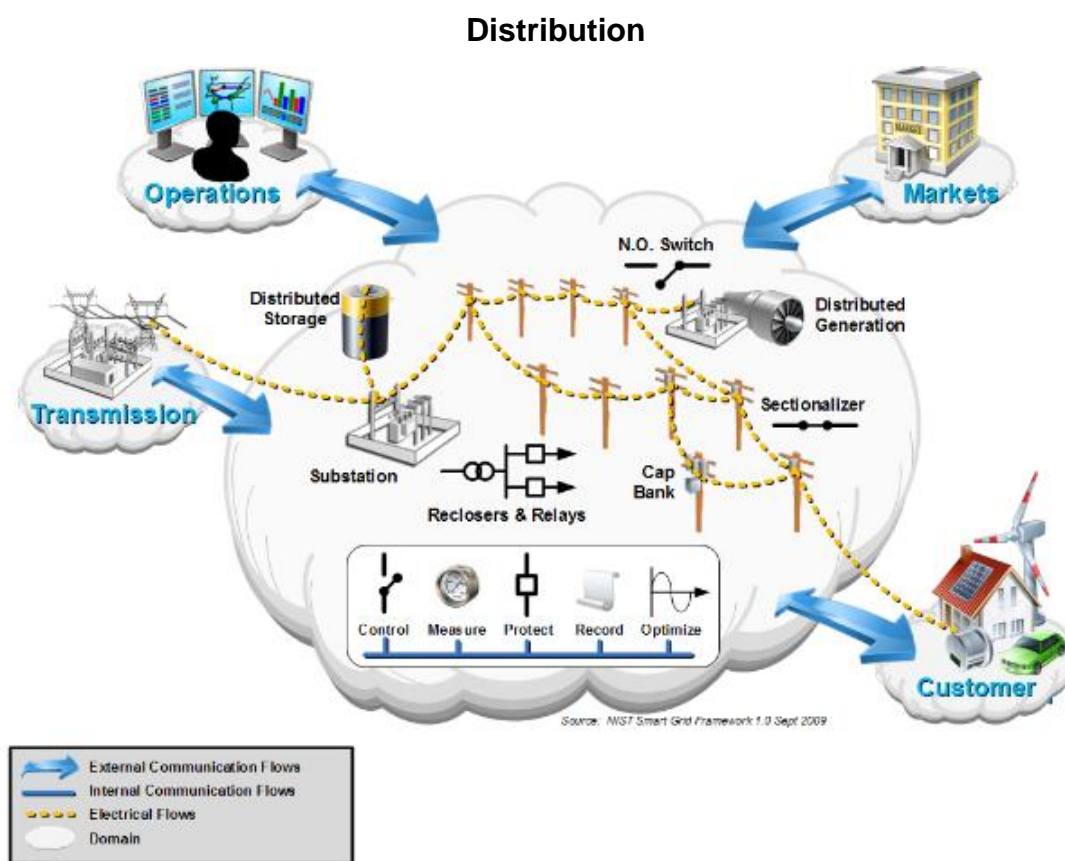 Distribution
Operations
Markets
N.O. Switch
Distributed
Storage
Distributed
Generation
Transmission
Sectionalizer
Substation
Cap
Bank
Reclosers & Relays
Control Measure Protect Record Optimize
Customer
Source: NIST Smart Grid Framework 1.0 Sept 2009
External Communication Flows
Internal Communication Flows
Electrical Flows
Domain
MARKET